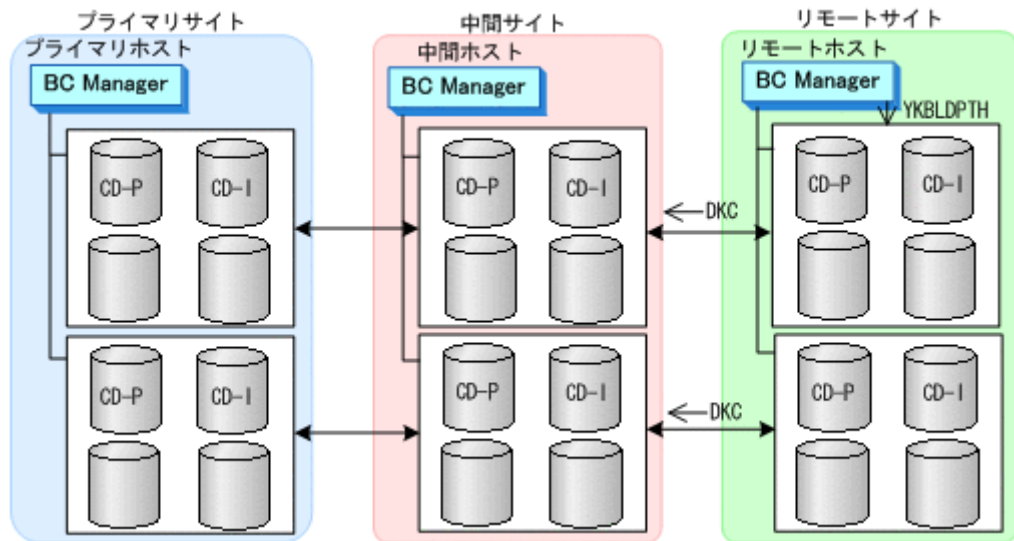 プライマリサイト
プライマリホスト
BC Manager
CD-P
CD-I
CD-P
CD-I
中間サイト
中間ホスト
BC Manager
CD-P
CD-I
CD-P
CD-I
DKC
DKC
リモートサイト
リモートホスト
BC Manager
YKBLDPTH
CD-P
CD-I
CD-P
CD-I